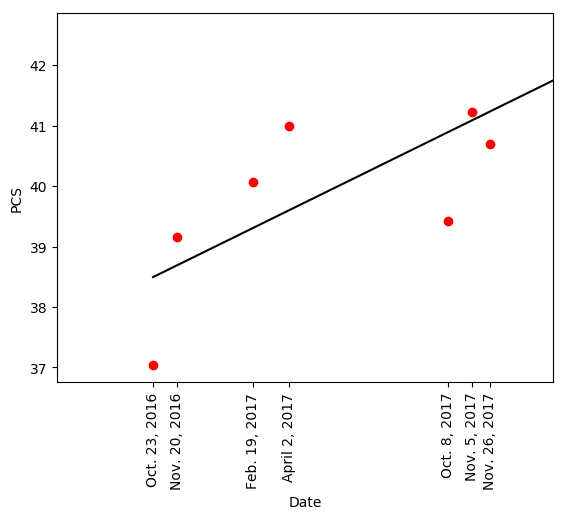 42
41
40
39
38
37
PCS
Oct. 23, 2016
Nov. 20, 2016
Feb. 19, 2017
April 2, 2017
Oct. 8, 2017
Nov. 5, 2017
Nov. 26, 2017
Date